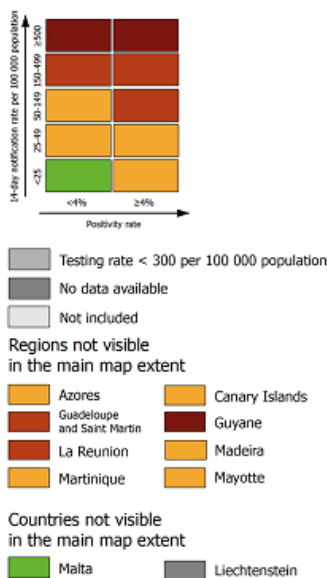 14-day notification rate per 100 000 population
≥500
150-499
50-149
25-49
<25
<4%
≥4%
Positivity rate
Testing rate < 300 per 100 000 population
No data available
Not included
Regions not visible
in the main map extent
Azores
Canary Islands
Guadeloupe
and Saint Martin
Guyane
La Reunion
Madeira
Martinique
Mayotte
Countries not visible
in the main map extent
Malta
Liechtenstein